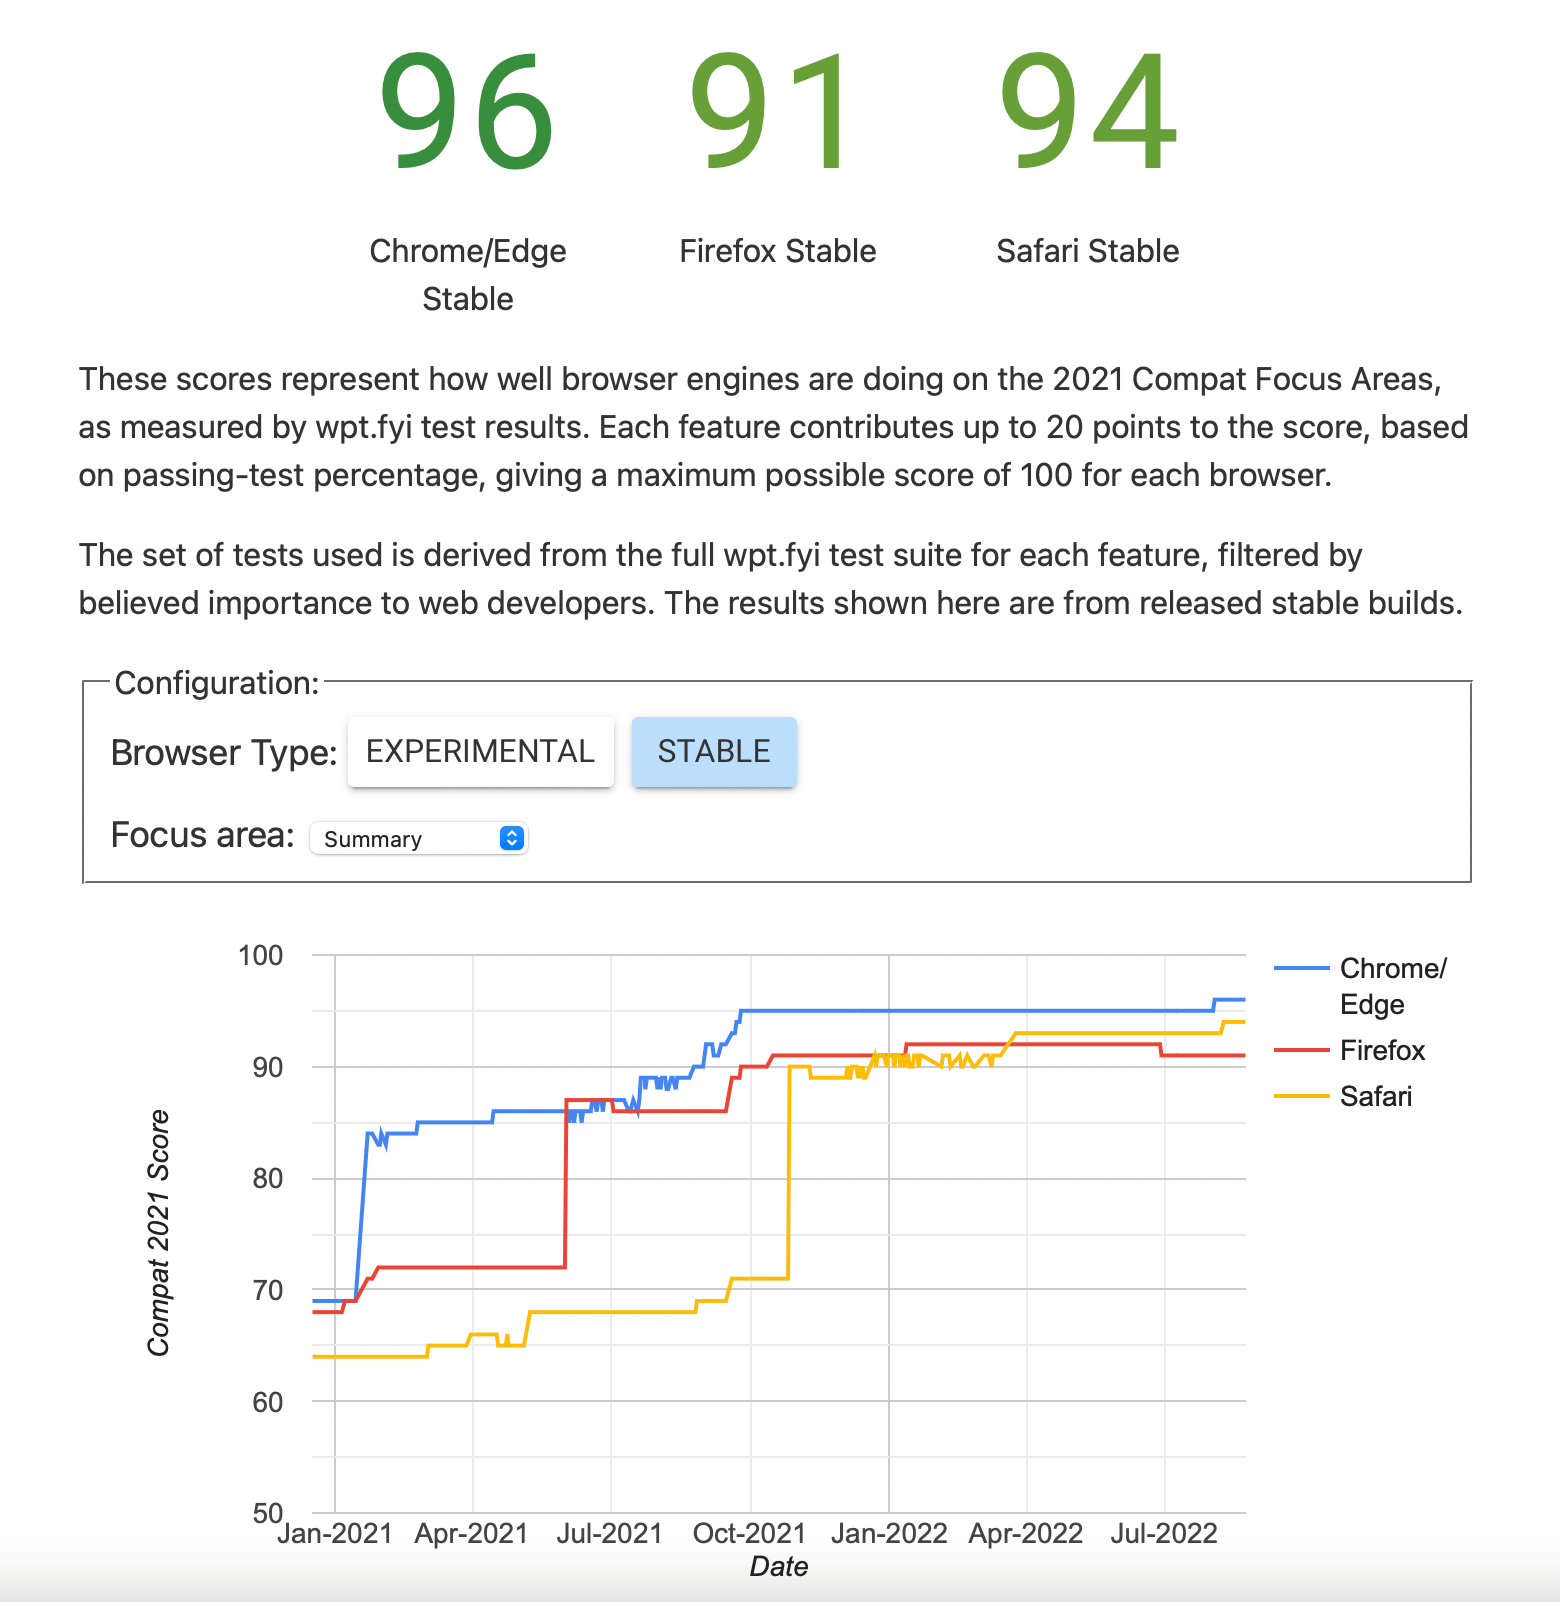 96 91 94
Chrome/Edge Stable
Firefox Stable
Safari Stable
These scores represent how well browser engines are doing on the 2021 Compat Focus Areas,
as measured by wpt.fyi test results. Each feature contributes up to 20 points to the score, based
on passing-test percentage, giving a maximum possible score of 100 for each browser.
The set of tests used is derived from the full wpt.fyi test suite for each feature, filtered by
believed importance to web developers. The results shown here are from released stable builds.
Configuration:
Browser Type: EXPERIMENTAL STABLE
Focus area: Summary
100
90
80
70
60
50
Compat 2021 Score
Jan-2021 Apr-2021 Jul-2021 Oct-2021 Jan-2022 Apr-2022 Jul-2022
Date
Chrome/
Edge
Firefox
Safari